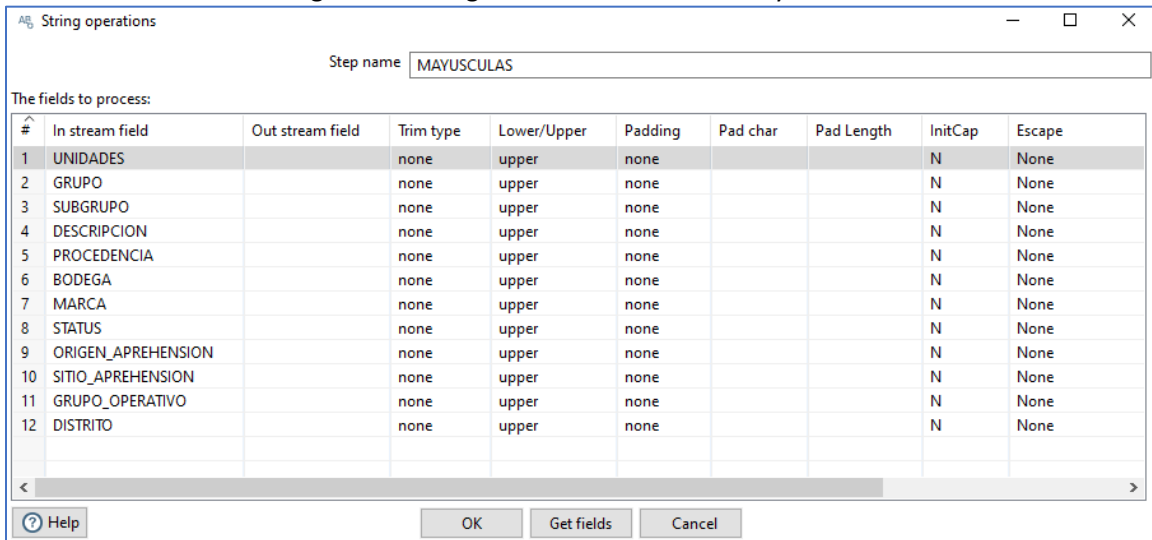 String operations
Step name MAYUSCULAS
The fields to process:
# In stream field Out stream field Trim type Lower/Upper Padding Pad char Pad Length InitCap Escape
1 UNIDADES none upper none N None
2 GRUPO none upper none N None
3 SUBGRUPO none upper none N None
4 DESCRIPCION none upper none N None
5 PROCEDENCIA none upper none N None
6 BODEGA none upper none N None
7 MARCA none upper none N None
8 STATUS none upper none N None
9 ORIGEN_APREHENSION none upper none N None
10 SITIO_APREHENSION none upper none N None
11 GRUPO_OPERATIVO none upper none N None
12 DISTRITO none upper none N None
Help OK Get fields Cancel